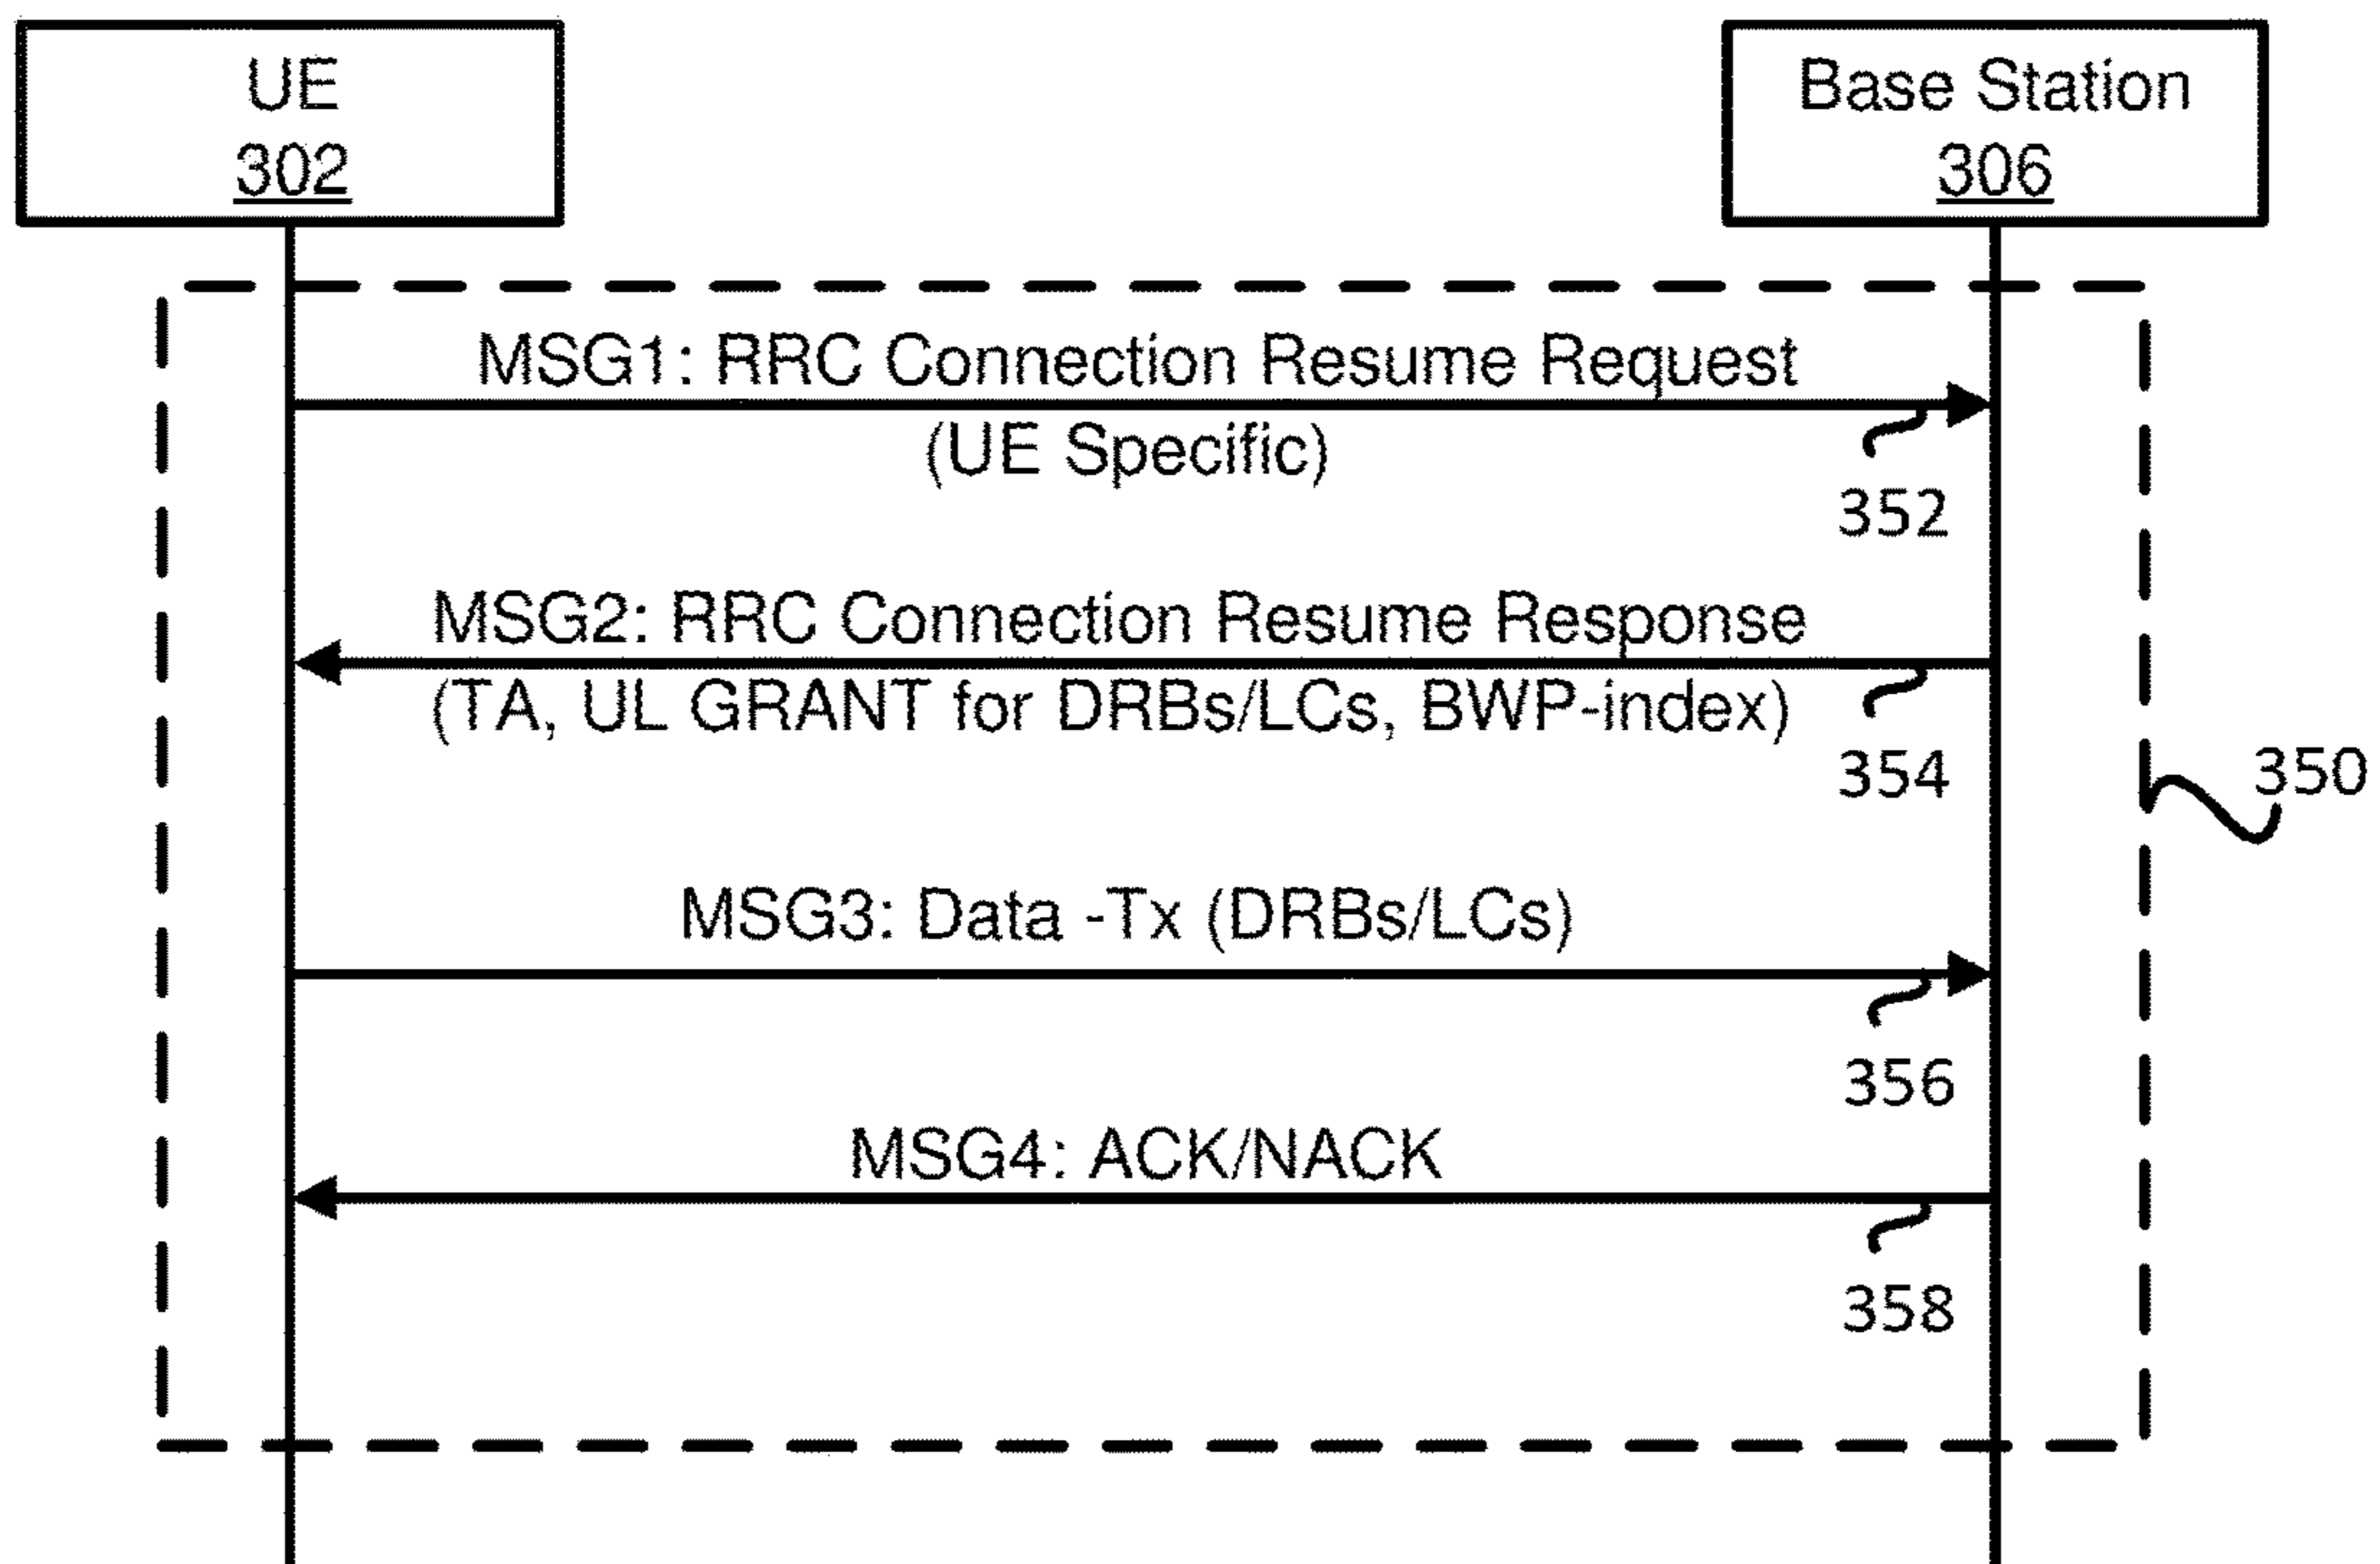 UE
302
Base Station
306
MSG1: RRC Connection Resume Request
(UE Specific)
352
MSG2: RRC Connection Resume Response
(TA, UL GRANT for DRBs/LCs, BWP-index)
354
350
MSG3: Data -Tx (DRBs/LCs)
356
MSG4: ACK/NACK
358